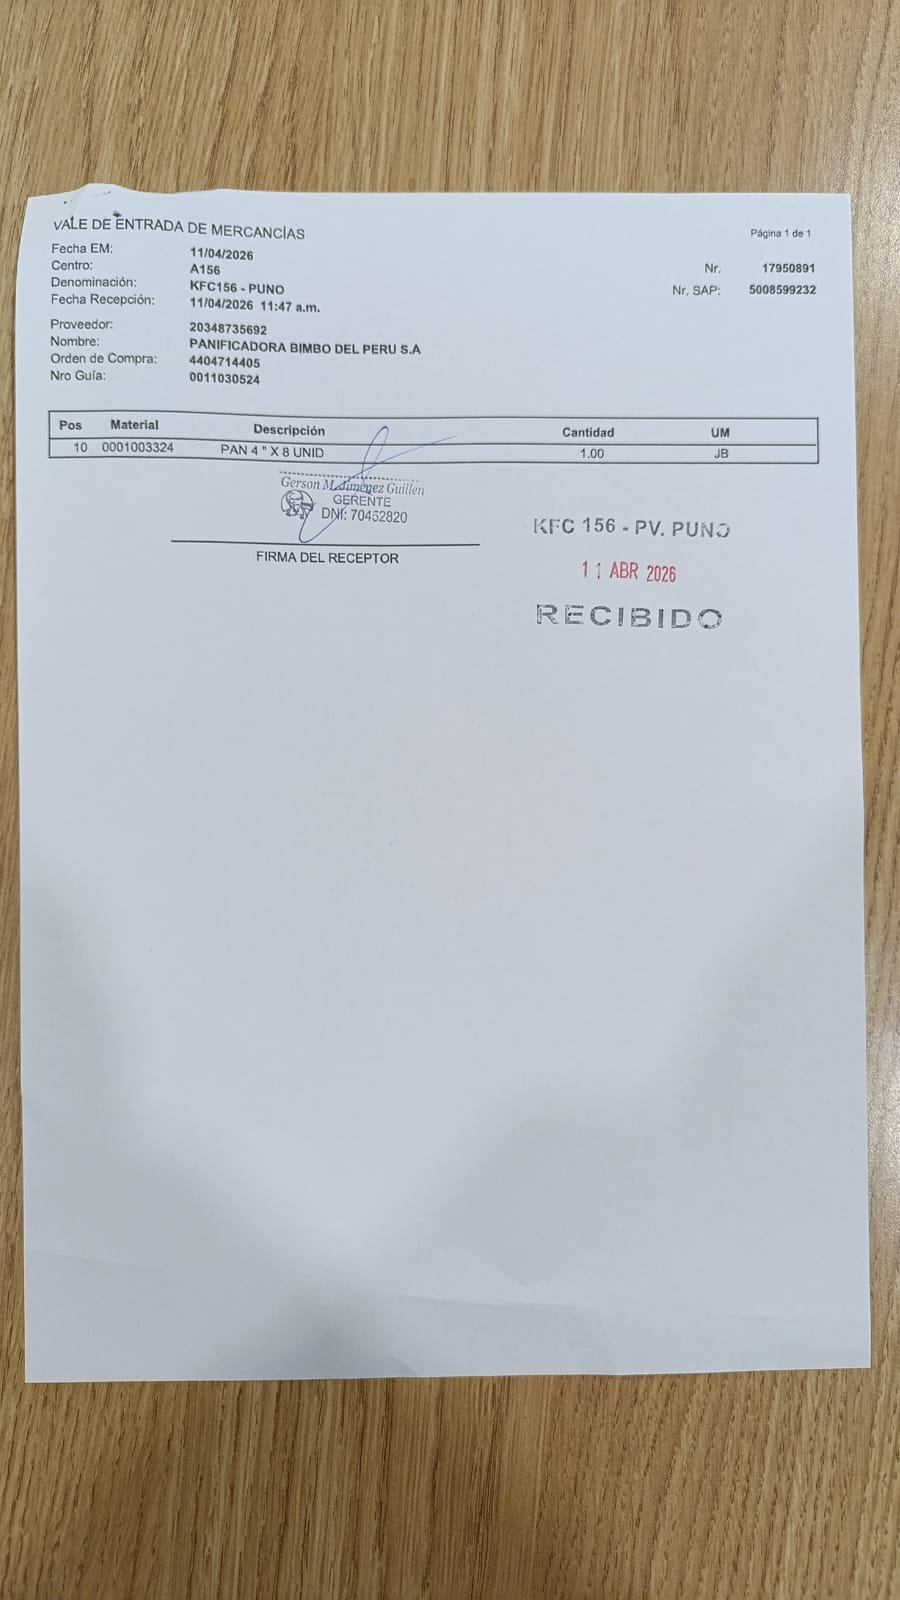 VALE DE ENTRADA DE MERCANCÍAS
Página 1 de 1
Fecha EM: 11/04/2026
Centro: A156
Nr. 17950891
Denominación: KFC156 - PUNO
Nr. SAP: 5008599232
Fecha Recepción: 11/04/2026 11:47 a.m.
Proveedor: 20348735692
Nombre: PANIFICADORA BIMBO DEL PERU S.A
Orden de Compra: 4404714405
Nro Guía: 0011030524
Pos Material Descripción Cantidad UM
10 0001003324 PAN 4 " X 8 UNID 1.00 JB
Gerson M. Jimenez Guillen
GERENTE
DNI: 70452820
FIRMA DEL RECEPTOR
KFC 156 - PV. PUNO
11 ABR 2026
RECIBIDO